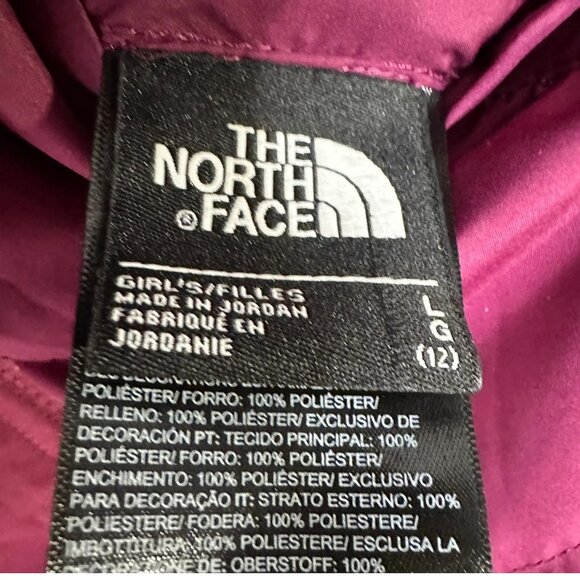 THE
NORTH
FACE
GIRL'S/FILLES
MADE IN JORDAN
FABRIQUÉ EN
JORDANIE
L
G
(12)
POLIÉSTER/ FORRO: 100% POLIÉSTER/
RELLENO: 100% POLIÉSTER/ EXCLUSIVO DE
DECORACIÓN PT: TECIDO PRINCIPAL: 100%
POLIÉSTER/ FORRO: 100% POLIÉSTER/
ENCHIMENTO: 100% POLIÉSTER/ EXCLUSIVO
PARA DECORAÇÃO IT: STRATO ESTERNO: 100%
POLIESTERE/ FODERA: 100% POLIESTERE/
IMBOTTITURA: 100% POLIESTERE/ ESCLUSA LA
DECORAZIONE DE: OBERSTOFF: 100%